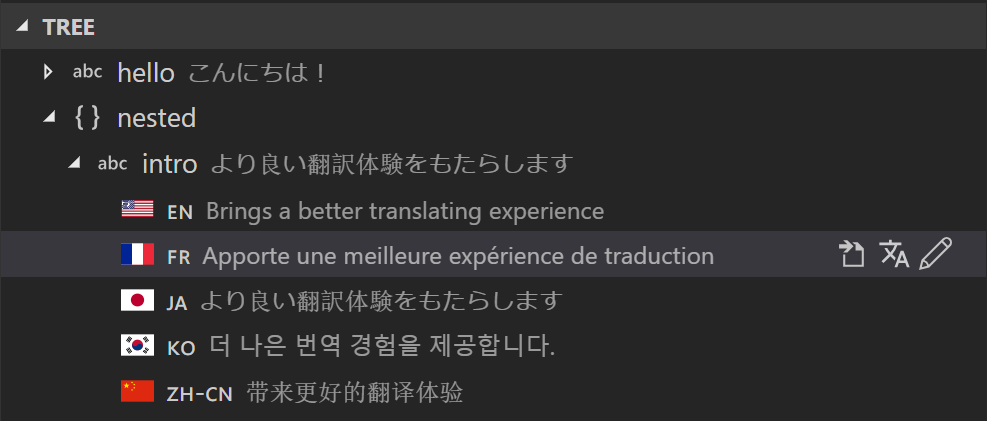 TREE
abc hello こんにちは！
{ } nested
abc intro より良い翻訳体験をもたらします
EN Brings a better translating experience
FR Apporte une meilleure expérience de traduction
JA より良い翻訳体験をもたらします
KO 더 나은 번역 경험을 제공합니다.
ZH-CN 带来更好的翻译体验